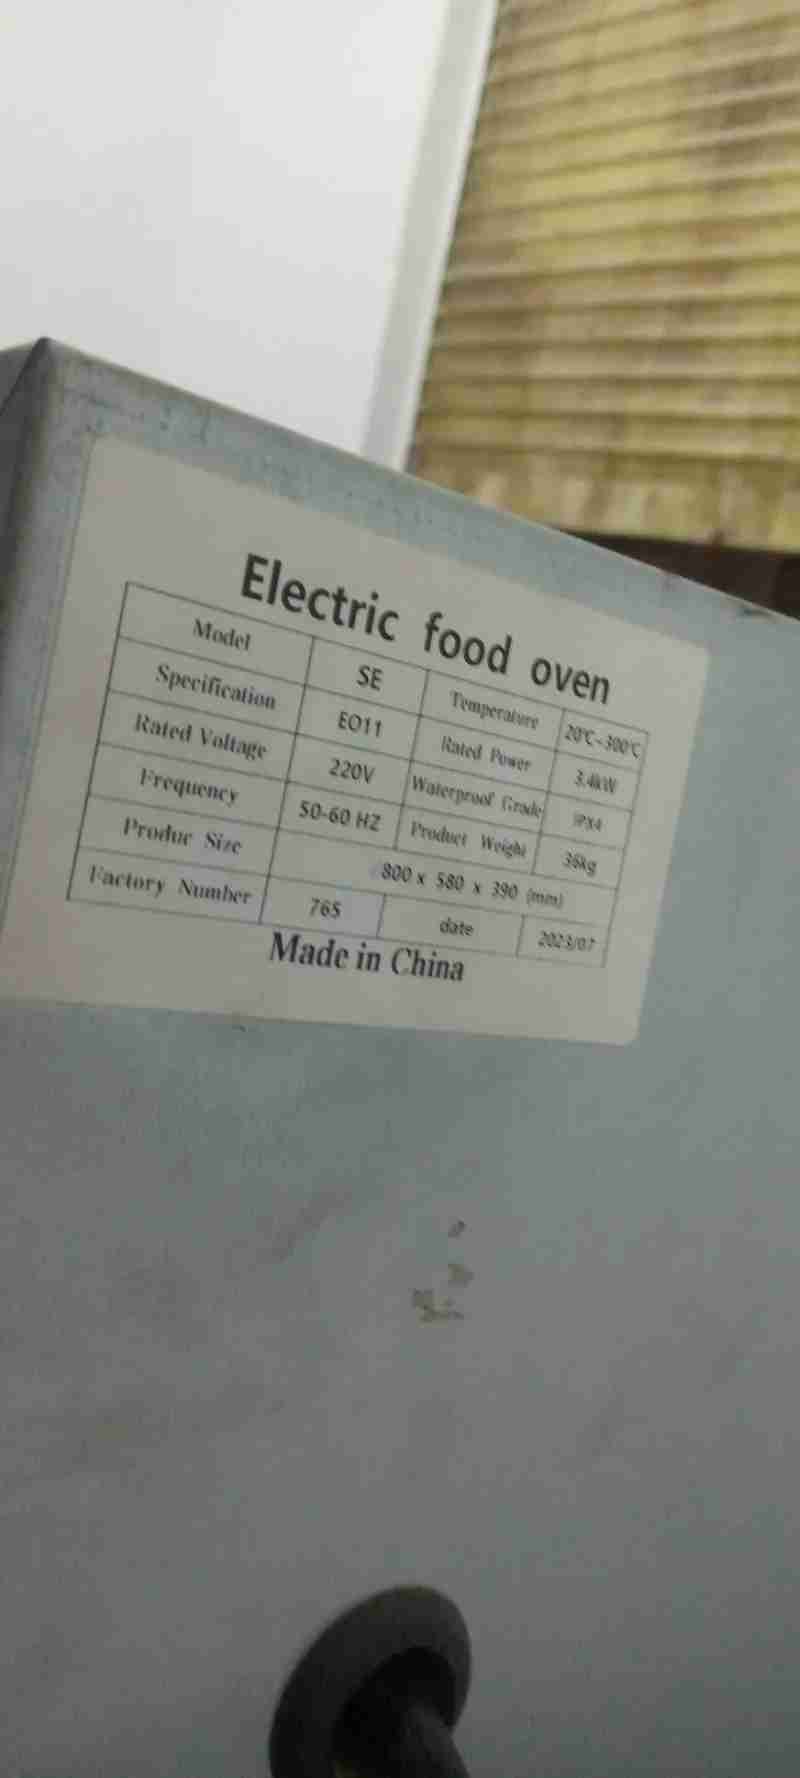 Electric food oven
Model SE Temperature 20℃~300℃
Specification EO11 Rated Power 3.4kW
Rated Voltage 220V Waterproof Grade IPX4
Frequency 50-60 HZ Product Weight 36kg
Produc Size 800 x 580 x 390 (mm)
Factory Number 765 date 2023/07
Made in China